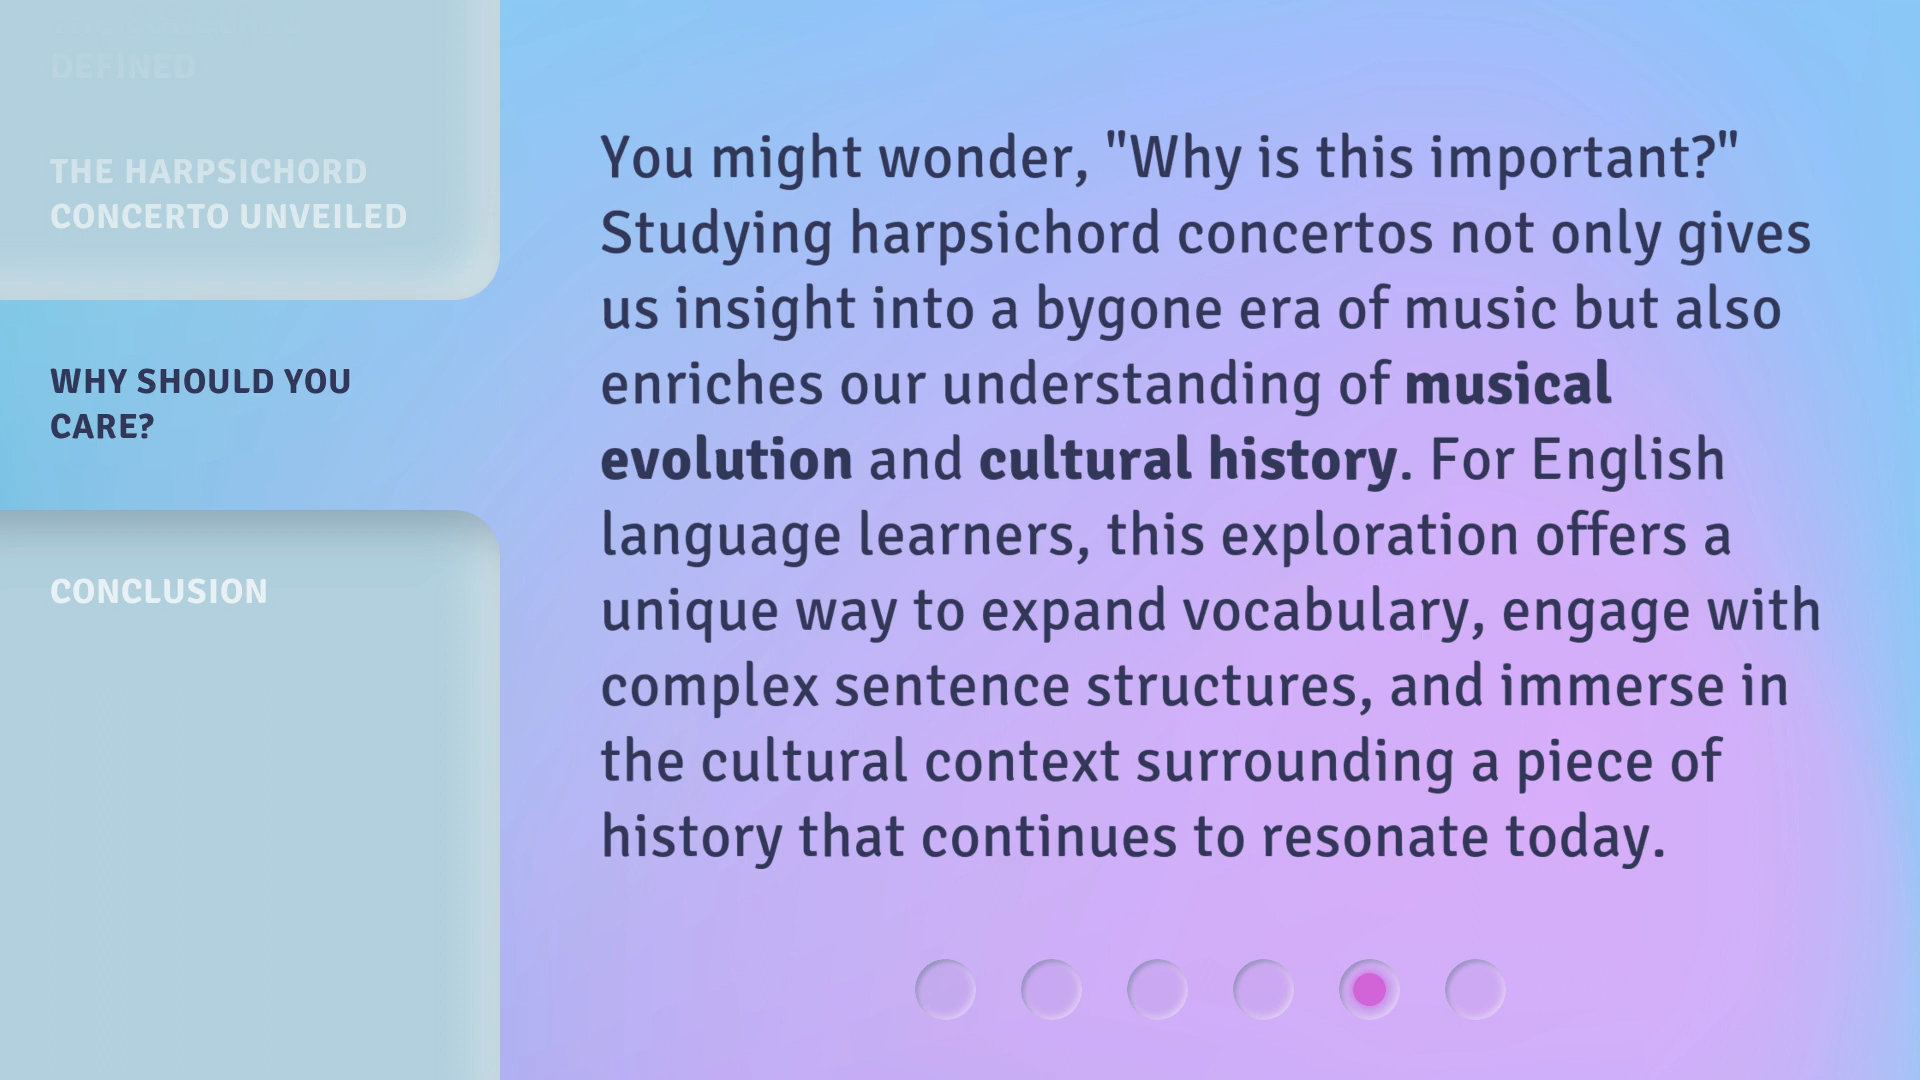 DEFINED
THE HARPSICHORD
CONCERTO UNVEILED
WHY SHOULD YOU
CARE?
CONCLUSION
You might wonder, "Why is this important?"
Studying harpsichord concertos not only gives
us insight into a bygone era of music but also
enriches our understanding of musical
evolution and cultural history. For English
language learners, this exploration offers a
unique way to expand vocabulary, engage with
complex sentence structures, and immerse in
the cultural context surrounding a piece of
history that continues to resonate today.